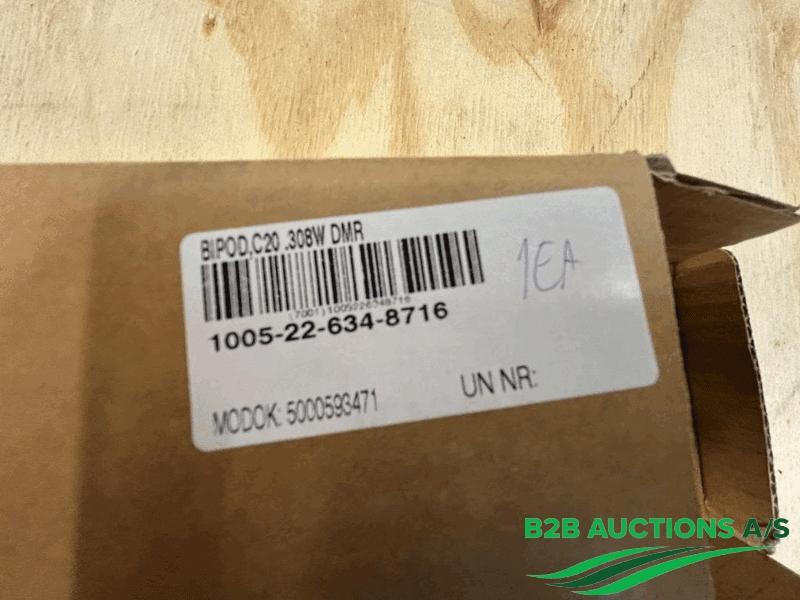 BIPOD,C20 .308W DMR
(7001)1005226348716
1005-22-634-8716
1EA
MODOK: 5000593471
UN NR:
B2B AUCTIONS A/S